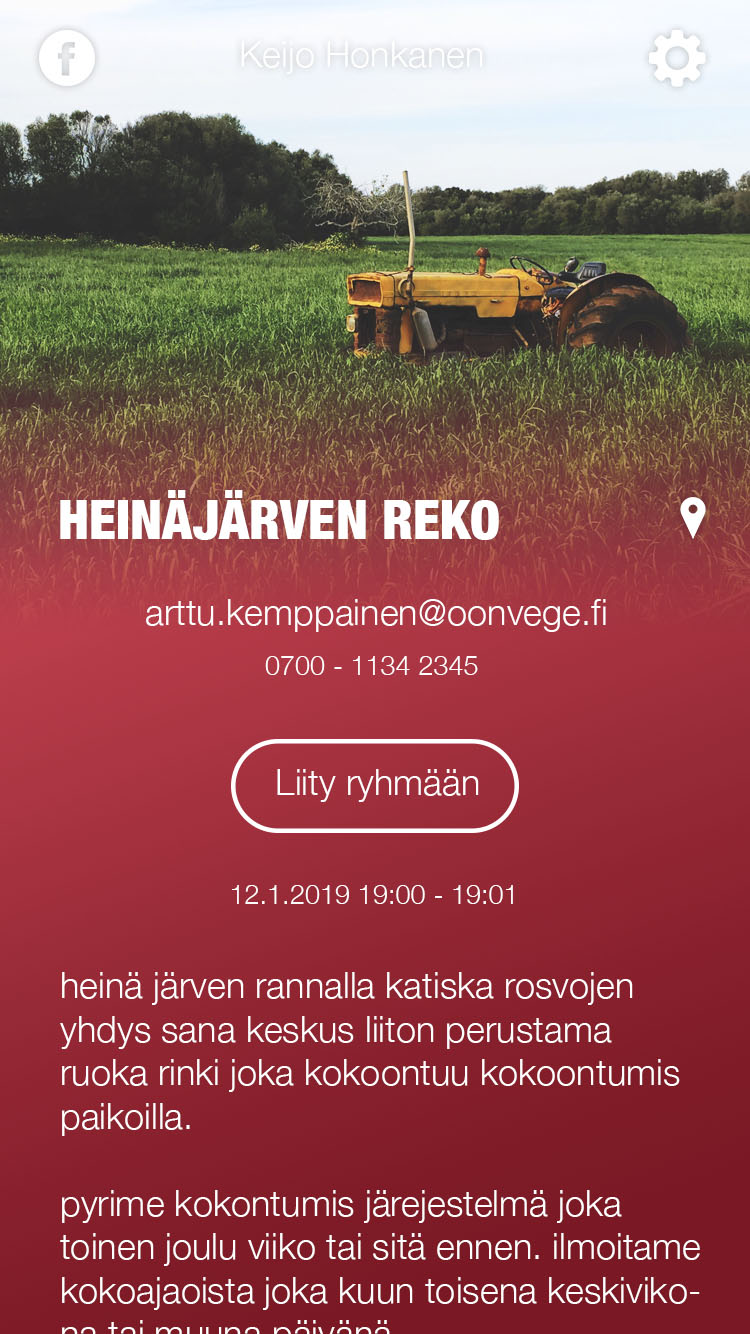 f
Keijo Honkanen
HEINÄJÄRVEN REKO
arttu.kemppainen@oonvege.fi
0700 - 1134 2345
Liity ryhmään
12.1.2019 19:00 - 19:01
heinä järven rannalla katiska rosvojen
yhdys sana keskus liiton perustama
ruoka rinki joka kokoontuu kokoontumis
paikoilla.
pyrime kokontumis järejestelmä joka
toinen joulu viiko tai sitä ennen. ilmoitame
kokoajaoista joka kuun toisena keskiviko-
na tai muuna päivänä